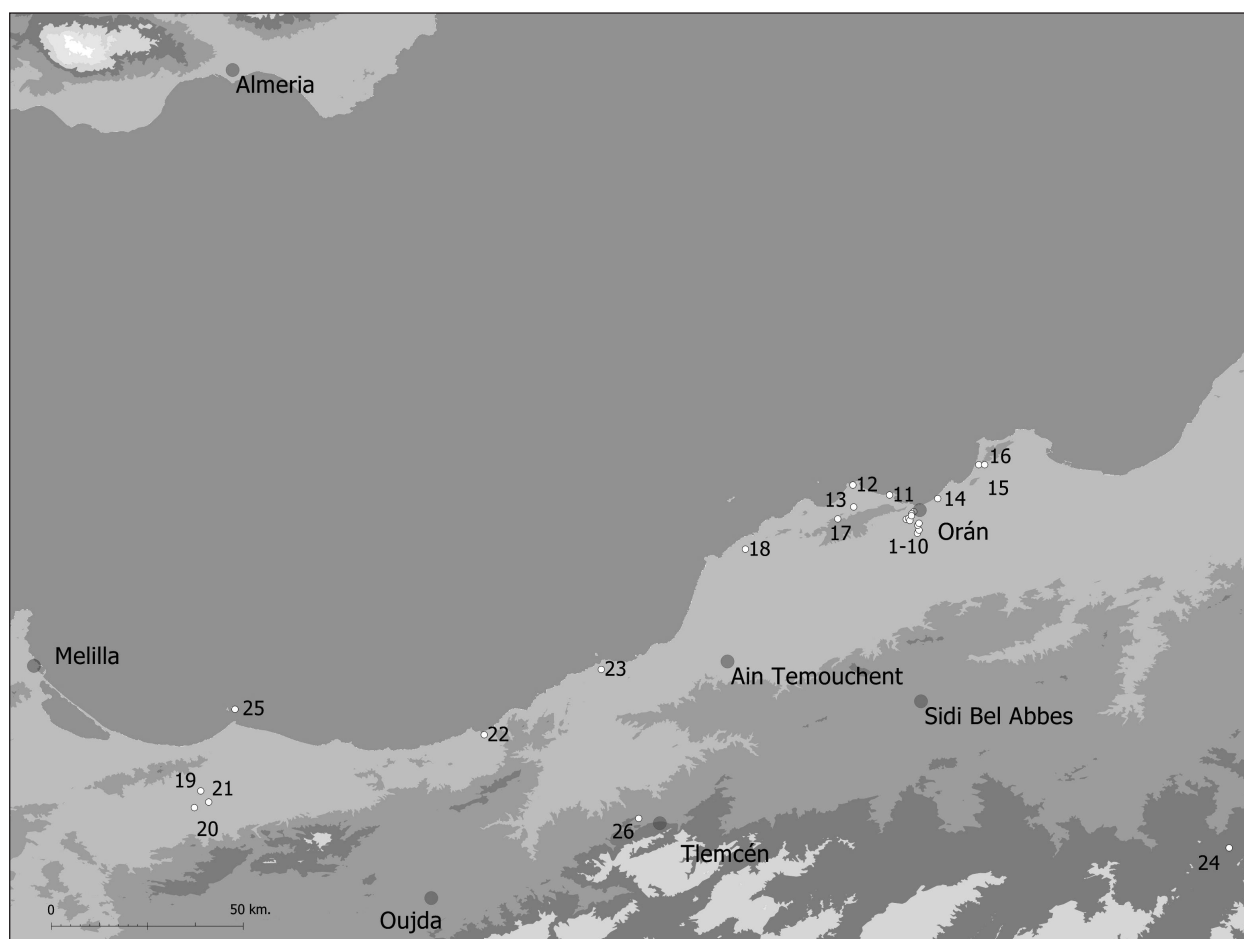 Almeria
16
12
11
15
13
14
17
1-10
Orán
18
Melilla
23
Ain Temouchent
25
Sidi Bel Abbes
22
19
21
20
26
Tlemcén
24
0
50 km.
Oujda